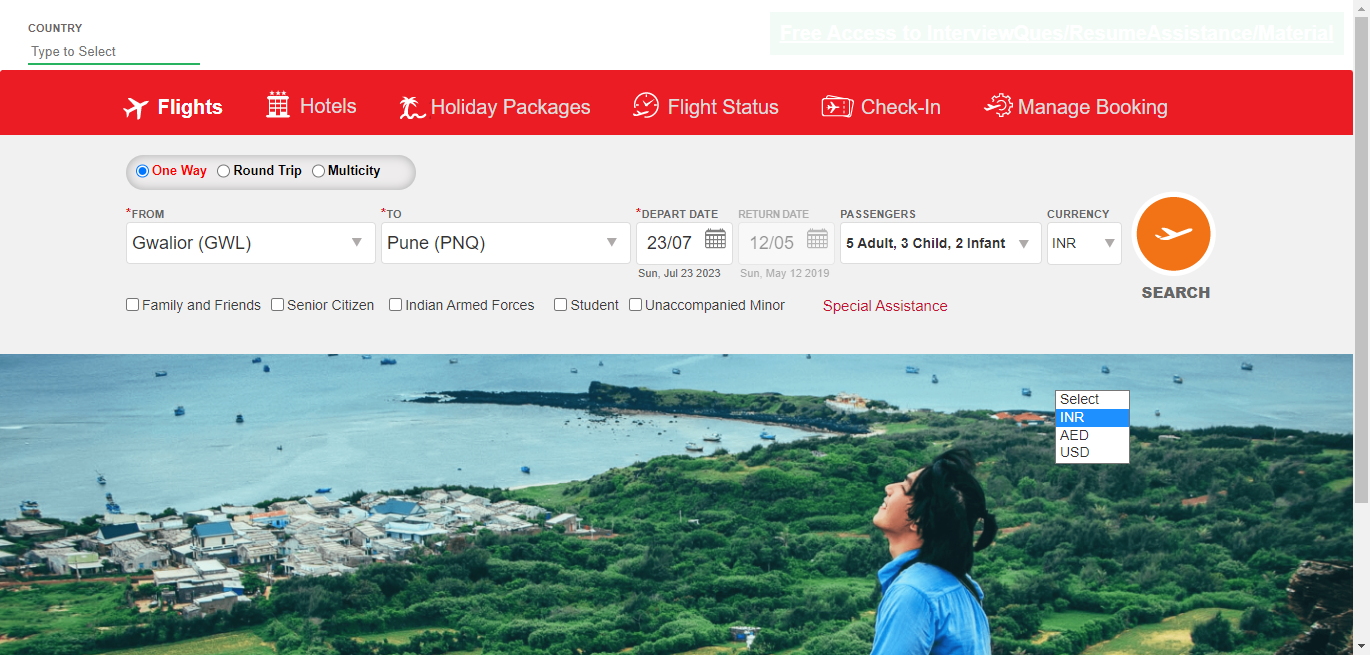 COUNTRY
Type to Select
Free Access to InterviewQues/ResumeAssistance/Material
Flights Hotels Holiday Packages Flight Status Check-In Manage Booking
One Way Round Trip Multicity
*FROM *TO *DEPART DATE RETURN DATE PASSENGERS CURRENCY
Gwalior (GWL) Pune (PNQ) 23/07 12/05 5 Adult, 3 Child, 2 Infant INR
Sun, Jul 23 2023 Sun, May 12 2019
SEARCH
Family and Friends Senior Citizen Indian Armed Forces Student Unaccompanied Minor Special Assistance
Select
INR
AED
USD